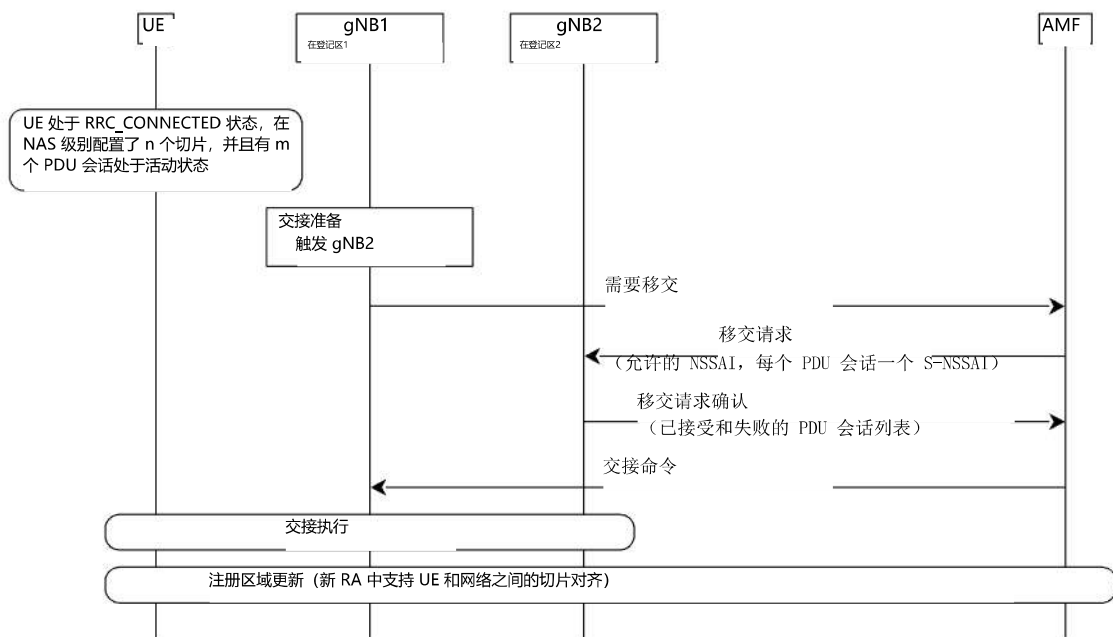 UE
gNB1
在登记区1
gNB2
在登记区2
AMF
UE 处于 RRC_CONNECTED 状态，在
NAS 级别配置了 n 个切片，并且有 m
个 PDU 会话处于活动状态
交接准备
触发 gNB2
需要移交
移交请求
（允许的 NSSAI，每个 PDU 会话一个 S-NSSAI）
移交请求确认
（已接受和失败的 PDU 会话列表）
交接命令
交接执行
注册区域更新（新 RA 中支持 UE 和网络之间的切片对齐）